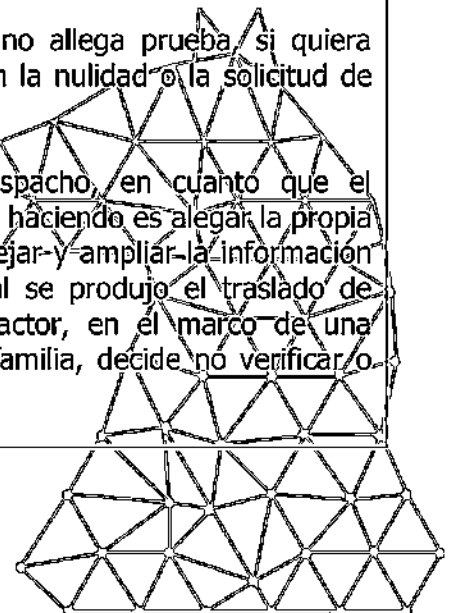 no allega prueba, si quiera
la nulidad o la solicitud de
spacho, en cuanto que el
haciendo es alegar la propia
ejar y ampliar la información
l se produjo el traslado de
actor, en el marco de una
amilia, decide no verificar o